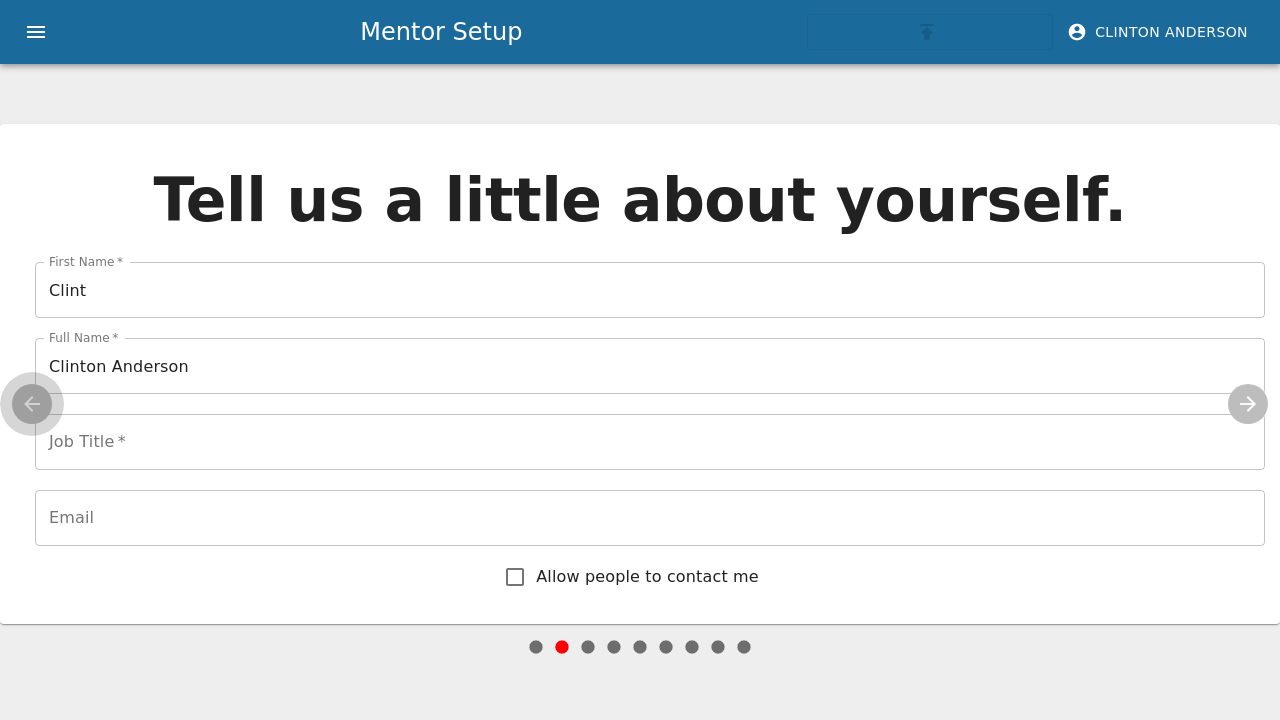 Mentor Setup
CLINTON ANDERSON
Tell us a little about yourself.
First Name *
Clint
Full Name *
Clinton Anderson
Job Title *
Email
Allow people to contact me